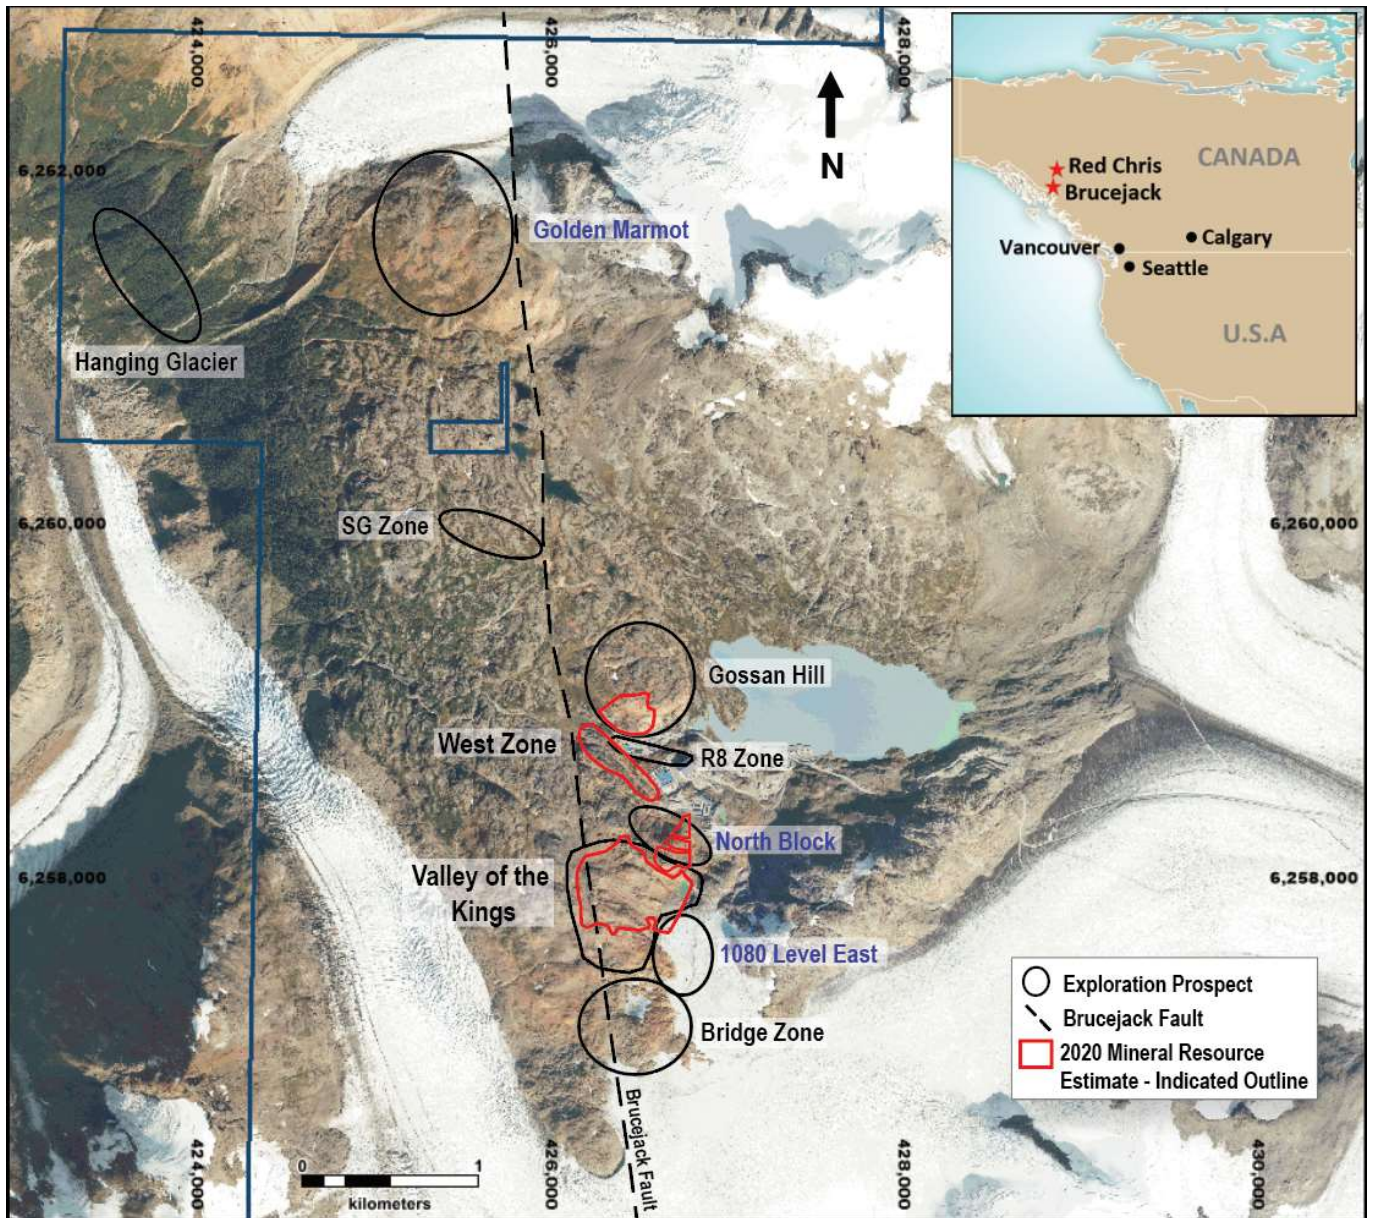 424,000
426,000
428,000
N
CANADA
Red Chris
Brucejack
Vancouver
Calgary
Seattle
U.S.A
6,262,000
Golden Marmot
Hanging Glacier
SG Zone
6,260,000
6,260,000
Gossan Hill
West Zone
R8 Zone
North Block
Valley of the
Kings
6,258,000
6,258,000
1080 Level East
Bridge Zone
Exploration Prospect
Brucejack Fault
2020 Mineral Resource
Estimate - Indicated Outline
Brucejack Fault
424,000
0
1
kilometers
426,000
428,000
430,000